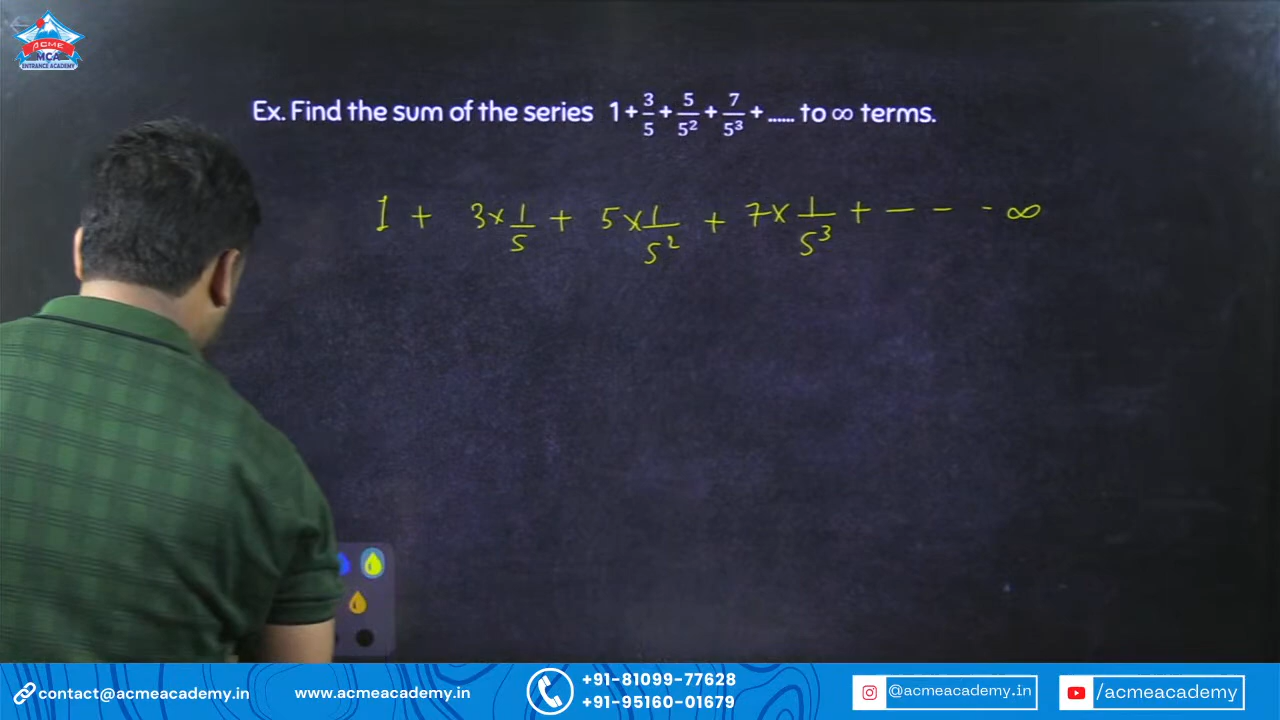 ACME
MCA
ENTRANCE ACADEMY
Ex. Find the sum of the series 1 + 3/5 + 5/5² + 7/5³ + ...... to ∞ terms.
1 + 3 × 1/5 + 5 × 1/5² + 7 × 1/5³ + - - - ∞
contact@acmeacademy.in
www.acmeacademy.in
+91-81099-77628
+91-95160-01679
@acmeacademy.in
/acmeacademy